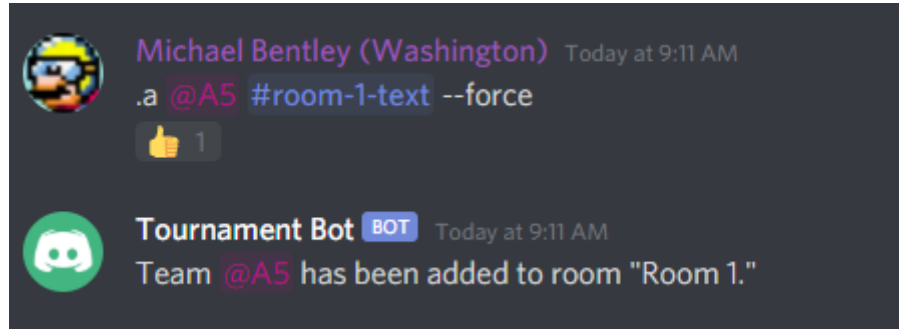 Michael Bentley (Washington) Today at 9:11 AM
.a @A5 #room-1-text --force
👍 1
Tournament Bot BOT Today at 9:11 AM
Team @A5 has been added to room "Room 1."